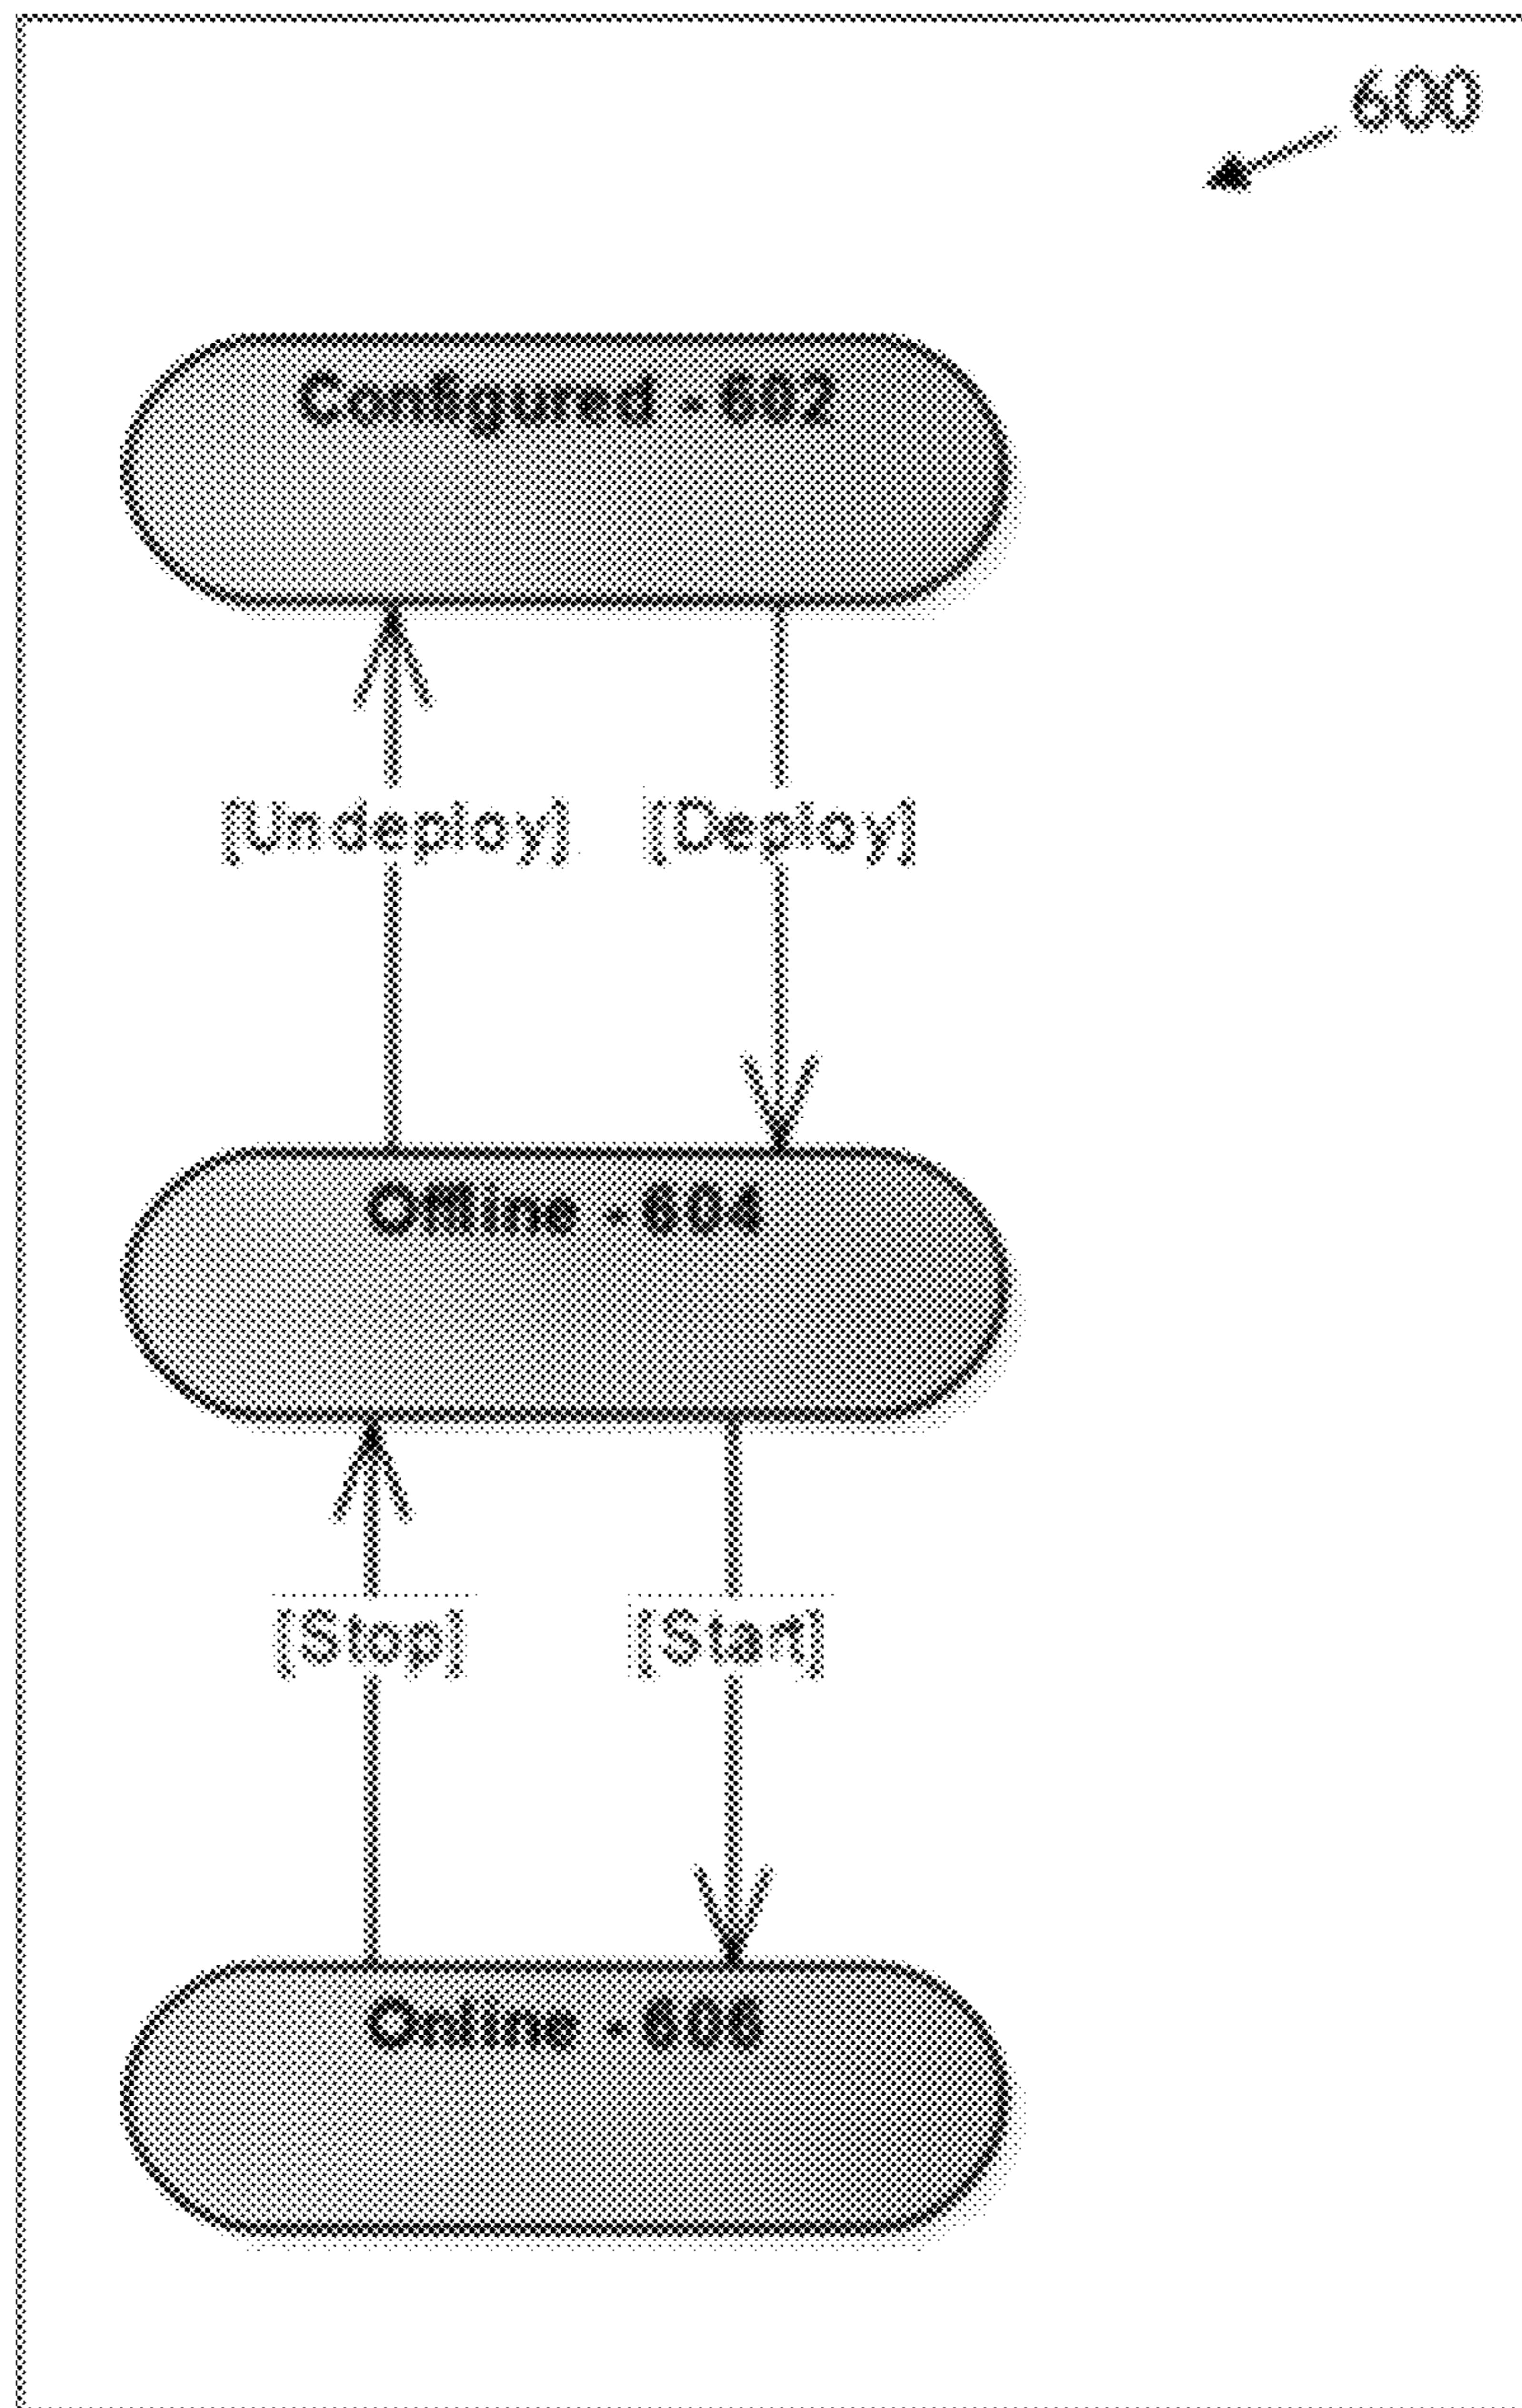 600
Configured - 602
[Undeploy] [Deploy]
Offline - 604
[Stop] [Start]
Online - 606